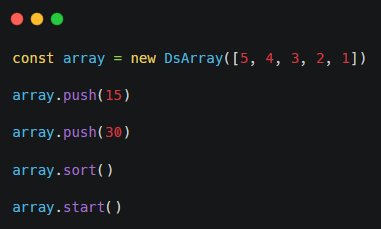 const array = new DsArray([5, 4, 3, 2, 1])
array.push(15)
array.push(30)
array.sort()
array.start()